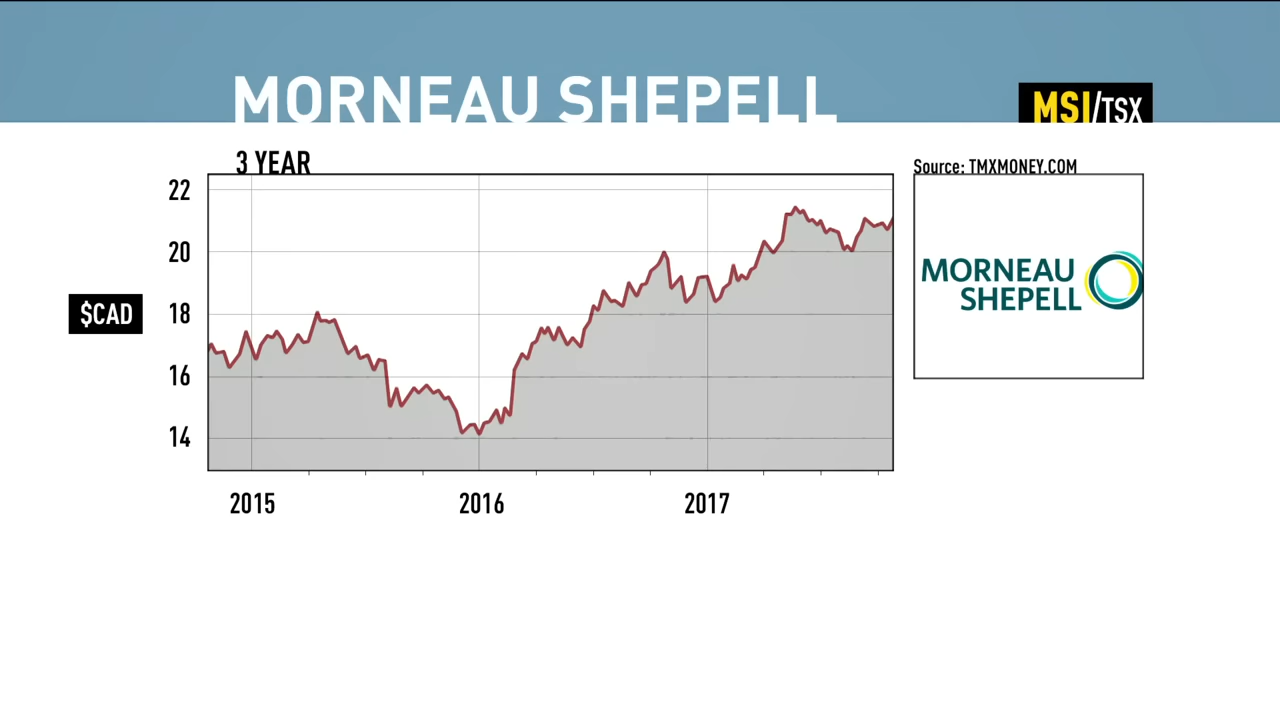 MORNEAU SHEPELL
MSI/TSX
3 YEAR
Source: TMXMONEY.COM
22
20
18
16
14
$CAD
MORNEAU
SHEPELL
2015 2016 2017